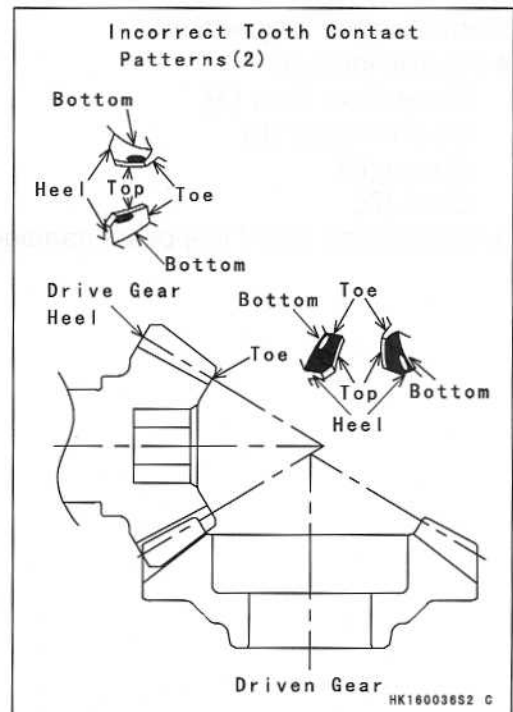 Incorrect Tooth Contact
Patterns(2)
Bottom
Heel Top Toe
Bottom
Drive Gear
Heel
Toe
Bottom Toe
Top
Bottom
Heel
Driven Gear
HK160036S2 C